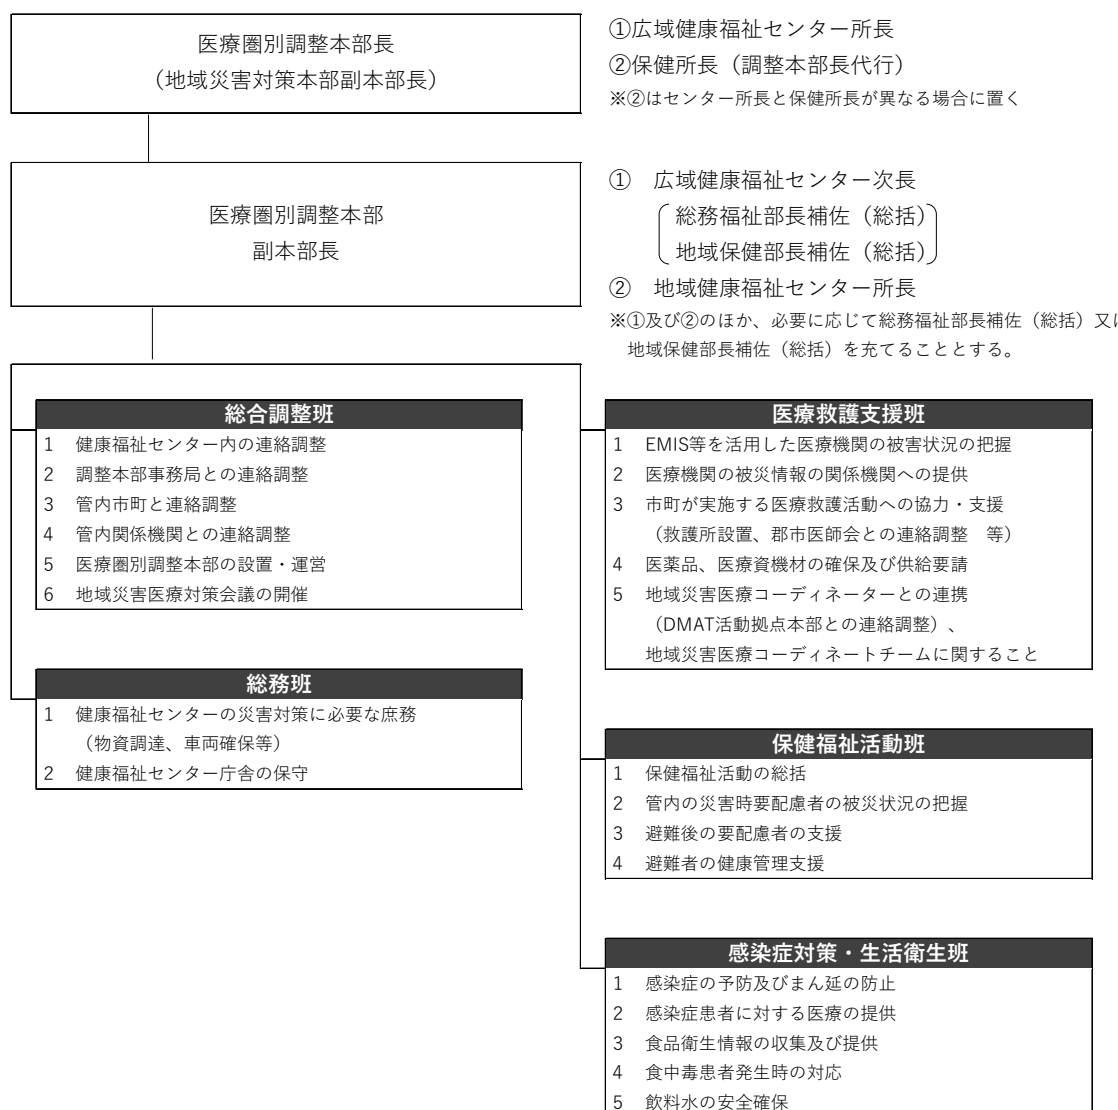 医療圏別調整本部長
（地域災害対策本部副本部長）
①広域健康福祉センター所長
②保健所長（調整本部長代行）
※②はセンター所長と保健所長が異なる場合に置く
医療圏別調整本部
副本部長
①　広域健康福祉センター次長
総務福祉部長補佐（総括）
地域保健部長補佐（総括）
②　地域健康福祉センター所長
※①及び②のほか、必要に応じて総務福祉部長補佐（総括）又
地域保健部長補佐（総括）を充てることとする。
総合調整班
1　健康福祉センター内の連絡調整
2　調整本部事務局との連絡調整
3　管内市町と連絡調整
4　管内関係機関との連絡調整
5　医療圏別調整本部の設置・運営
6　地域災害医療対策会議の開催
総務班
1　健康福祉センターの災害対策に必要な庶務
（物資調達、車両確保等）
2　健康福祉センター庁舎の保守
医療救護支援班
1　EMIS等を活用した医療機関の被害状況の把握
2　医療機関の被災情報の関係機関への提供
3　市町が実施する医療救護活動への協力・支援
（救護所設置、郡市医師会との連絡調整　等）
4　医薬品、医療資機材の確保及び供給要請
5　地域災害医療コーディネーターとの連携
（DMAT活動拠点本部との連絡調整）、
地域災害医療コーディネートチームに関すること
保健福祉活動班
1　保健福祉活動の総括
2　管内の災害時要配慮者の被災状況の把握
3　避難後の要配慮者の支援
4　避難者の健康管理支援
感染症対策・生活衛生班
1　感染症の予防及びまん延の防止
2　感染症患者に対する医療の提供
3　食品衛生情報の収集及び提供
4　食中毒患者発生時の対応
5　飲料水の安全確保